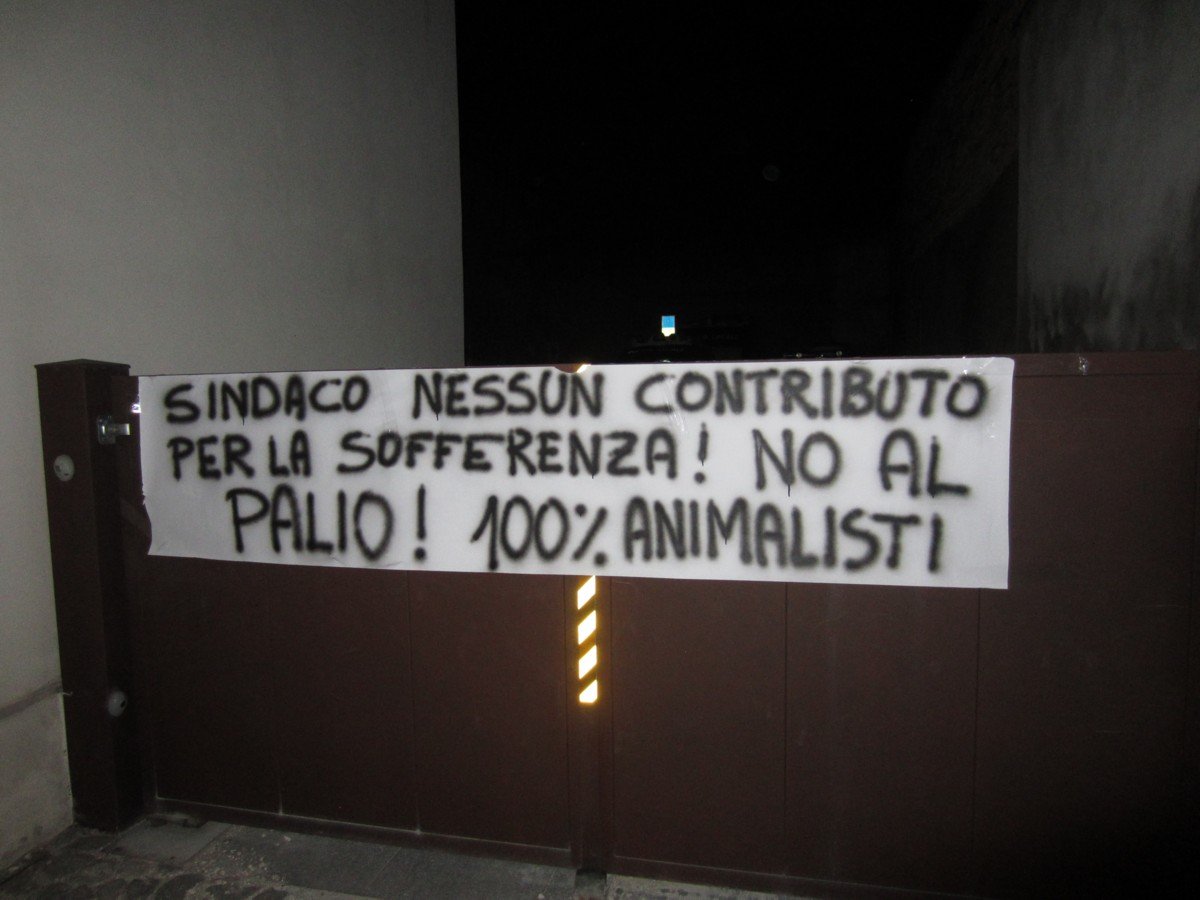 SINDACO NESSUN CONTRIBUTO
PER LA SOFFERENZA! NO AL
PALIO! 100% ANIMALISTI